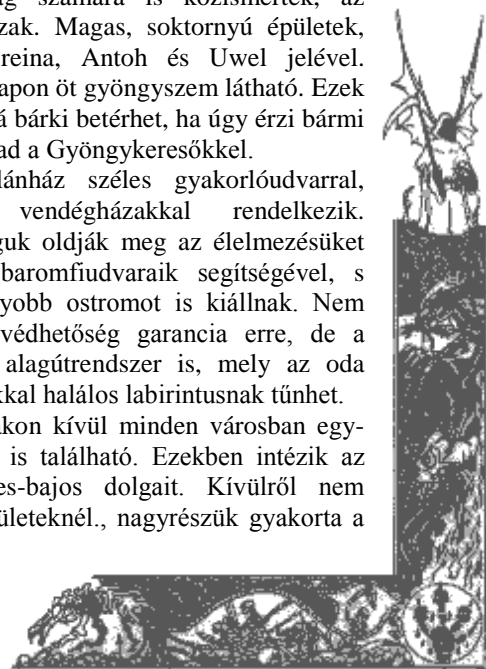 ság számára is közismertek, az
zak. Magas, soktornyú épületek,
reina, Antoh és Uwel jelével.
apon öt gyöngyszem látható. Ezek
á bárki betérhet, ha úgy érzi bármi
ad a Gyöngykeresőkkel.
lánház széles gyakorlóudvarral,
vendégházakkal rendelkezik.
guk oldják meg az élelmezésüket
baromfiudvaraik segítségével, s
yobb ostromot is kiállnak. Nem
védhetőség garancia erre, de a
alagútrendszer is, mely az oda
kkal halálos labirintusnak tűnhet.
akon kívül minden városban egy-
is található. Ezekben intézik az
es-bajos dolgait. Kívülről nem
ületeknél., nagyrészük gyakorta a